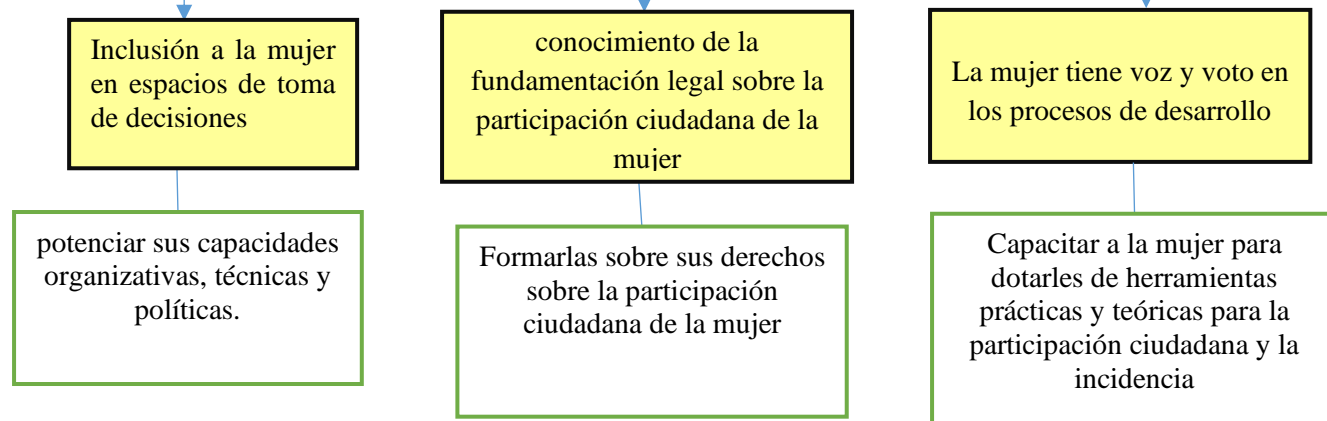 Inclusión a la mujer
en espacios de toma
de decisiones
conocimiento de la
fundamentación legal sobre la
participación ciudadana de la
mujer
La mujer tiene voz y voto en
los procesos de desarrollo
potenciar sus capacidades
organizativas, técnicas y
políticas.
Formarlas sobre sus derechos
sobre la participación
ciudadana de la mujer
Capacitar a la mujer para
dotarles de herramientas
prácticas y teóricas para la
participación ciudadana y la
incidencia